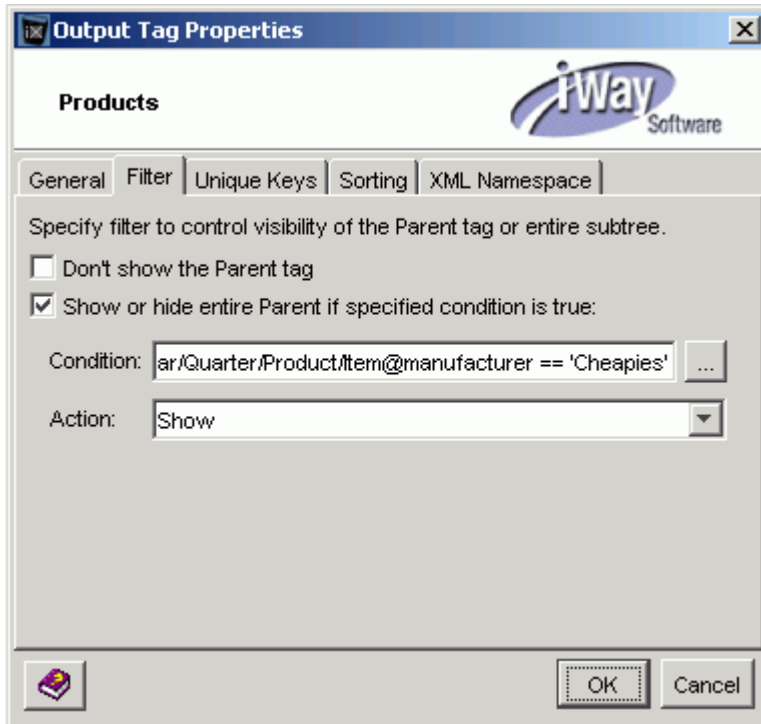 iX Output Tag Properties
Products
iWay
Software
General Filter Unique Keys Sorting XML Namespace
Specify filter to control visibility of the Parent tag or entire subtree.
Don't show the Parent tag
Show or hide entire Parent if specified condition is true:
Condition: ar/Quarter/Product/Item@manufacturer == 'Cheapies' ...
Action: Show
? OK Cancel